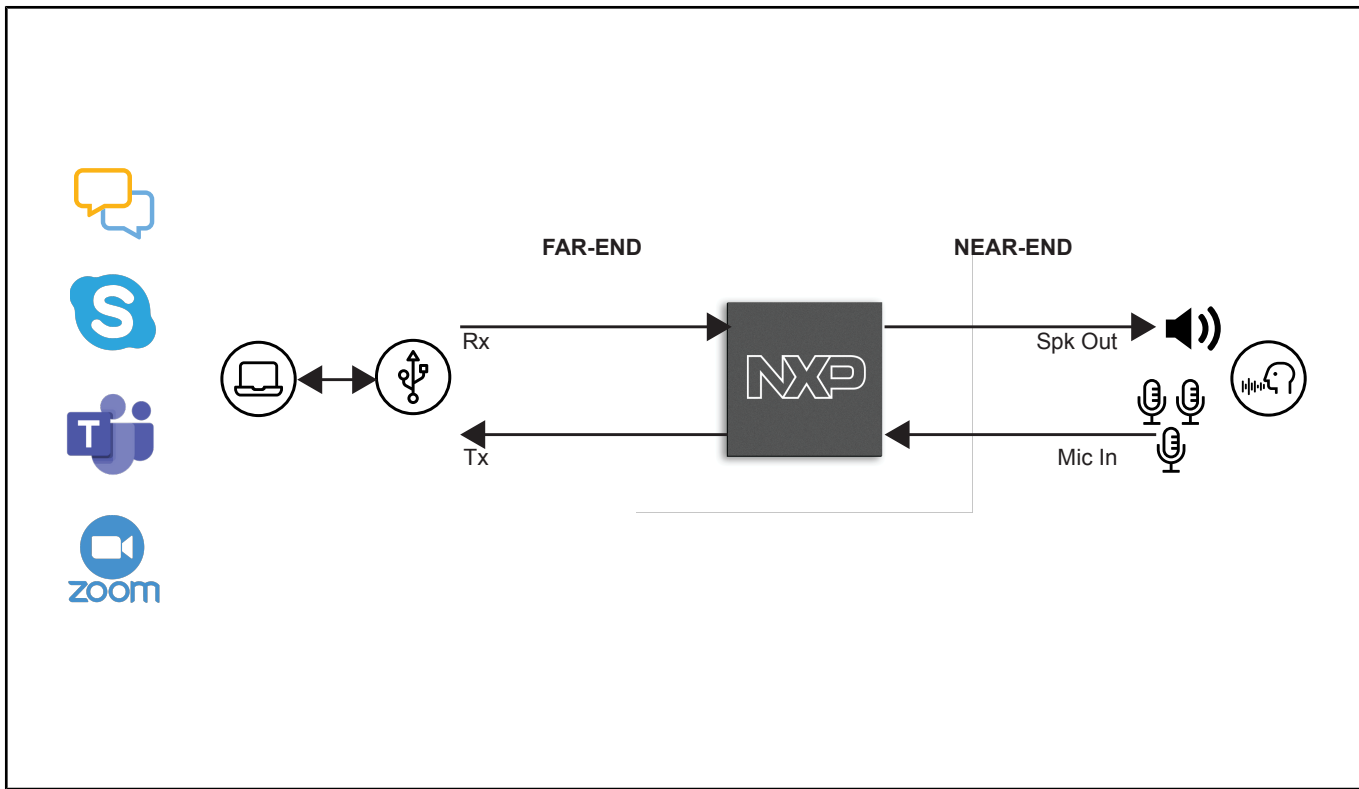 FAR-END
NEAR-END
S
Rx
Spk Out
NXP
T
Tx
Mic In
zoom